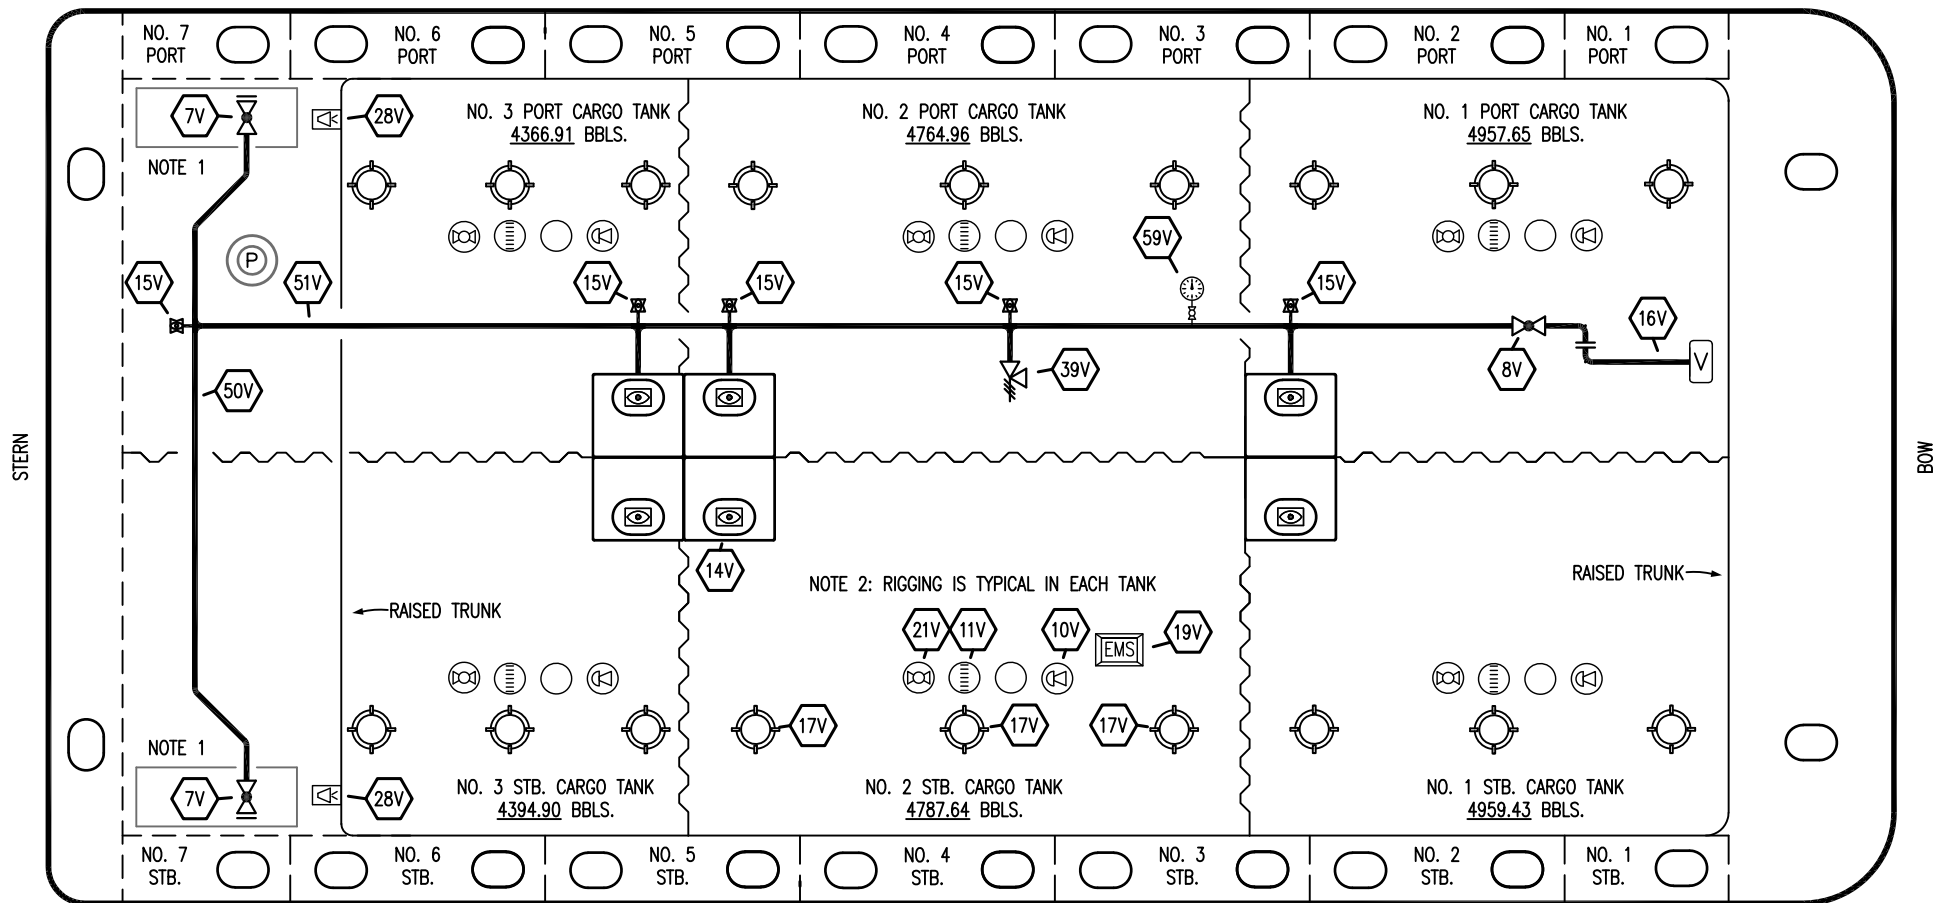 NO. 7
PORT
NO. 6
PORT
NO. 5
PORT
NO. 4
PORT
NO. 3
PORT
NO. 2
PORT
NO. 1
PORT
7V
28V
NO. 3 PORT CARGO TANK
4366.91 BBLS.
NO. 2 PORT CARGO TANK
4764.96 BBLS.
NO. 1 PORT CARGO TANK
4957.65 BBLS.
NOTE 1
P
59V
15V
51V
15V
15V
15V
15V
16V
V
8V
39V
50V
STERN
BOW
14V
NOTE 2: RIGGING IS TYPICAL IN EACH TANK
RAISED TRUNK
RAISED TRUNK
21V
11V
10V
EMS
19V
17V
17V
17V
NOTE 1
7V
28V
NO. 3 STB. CARGO TANK
4394.90 BBLS.
NO. 2 STB. CARGO TANK
4787.64 BBLS.
NO. 1 STB. CARGO TANK
4959.43 BBLS.
NO. 7
STB.
NO. 6
STB.
NO. 5
STB.
NO. 4
STB.
NO. 3
STB.
NO. 2
STB.
NO. 1
STB.